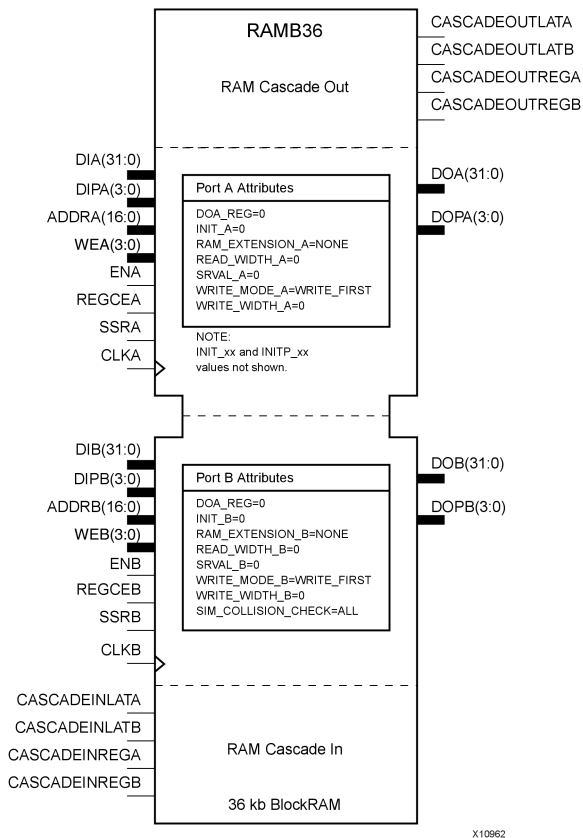 RAMB36
CASCADEOUTLATA
CASCADEOUTLATB
CASCADEOUTREGA
CASCADEOUTREGB
RAM Cascade Out
DIA(31:0)
DIPA(3:0)
ADDRA(16:0)
WEA(3:0)
ENA
REGCEA
SSRA
CLKA
Port A Attributes
DOA_REG=0
INIT_A=0
RAM_EXTENSION_A=NONE
READ_WIDTH_A=0
SRVAL_A=0
WRITE_MODE_A=WRITE_FIRST
WRITE_WIDTH_A=0
NOTE:
INIT_xx and INITP_xx
values not shown.
DOA(31:0)
DOPA(3:0)
DIB(31:0)
DIPB(3:0)
ADDRB(16:0)
WEB(3:0)
ENB
REGCEB
SSRB
CLKB
Port B Attributes
DOA_REG=0
INIT_B=0
RAM_EXTENSION_B=NONE
READ_WIDTH_B=0
SRVAL_B=0
WRITE_MODE_B=WRITE_FIRST
WRITE_WIDTH_B=0
SIM_COLLISION_CHECK=ALL
DOB(31:0)
DOPB(3:0)
CASCADEINLATA
CASCADEINLATB
CASCADEINREGA
CASCADEINREGB
RAM Cascade In
36 kb BlockRAM
X10962